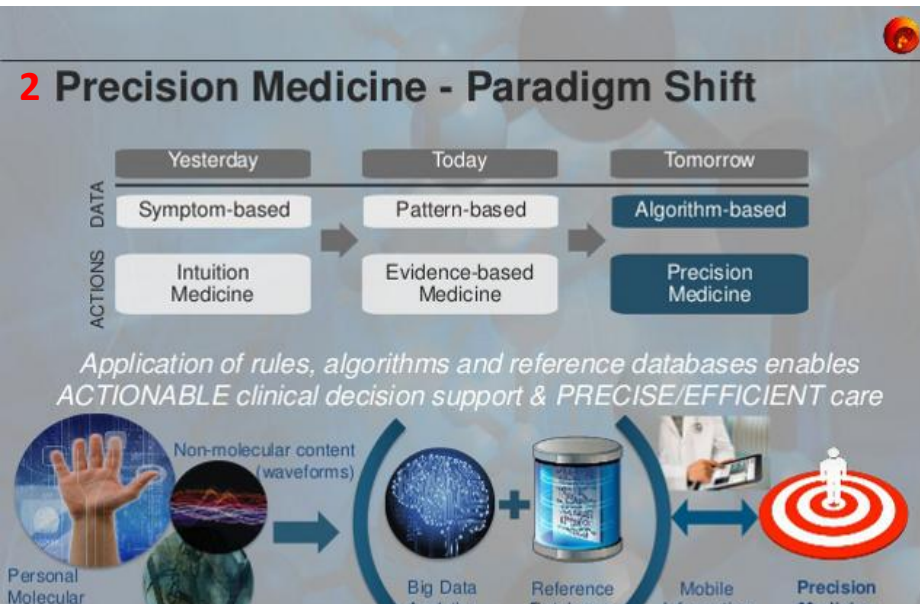 2 Precision Medicine - Paradigm Shift
Yesterday Today Tomorrow
DATA
Symptom-based Pattern-based Algorithm-based
ACTIONS
Intuition Medicine
Evidence-based Medicine
Precision Medicine
Application of rules, algorithms and reference databases enables
ACTIONABLE clinical decision support & PRECISE/EFFICIENT care
Non-molecular content
(waveforms)
Personal
Molecular
Big Data
Reference
Mobile
Precision